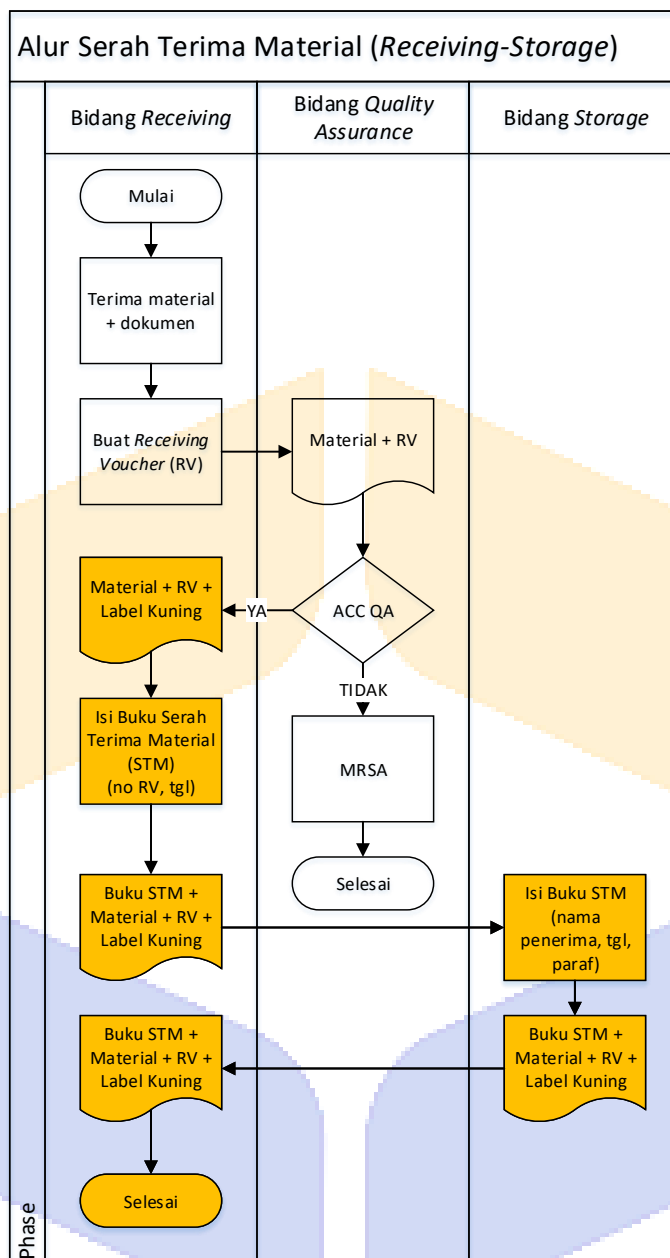 Alur Serah Terima Material (Receiving-Storage)
Bidang Receiving
Bidang Quality
Assurance
Bidang Storage
Mulai
Terima material
+ dokumen
Buat Receiving
Voucher (RV)
Material + RV
Material + RV +
Label Kuning
YA
ACC QA
TIDAK
Isi Buku Serah
Terima Material
(STM)
(no RV, tgl)
MRSA
Selesai
Buku STM +
Material + RV +
Label Kuning
Isi Buku STM
(nama
penerima, tgl,
paraf)
Buku STM +
Material + RV +
Label Kuning
Buku STM +
Material + RV +
Label Kuning
Selesai
Phase